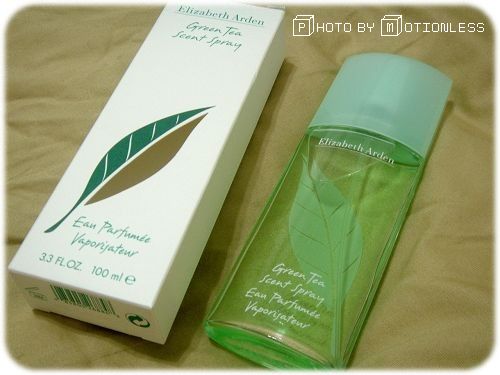 PHOTO BY MOTIONLESS
Elizabeth Arden
Green Tea
Scent Spray
Eau Parfumée
Vaporisateur
3.3 FL.OZ. 100 ml e
Elizabeth Arden
Green Tea
Scent Spray
Eau Parfumée
Vaporisateur